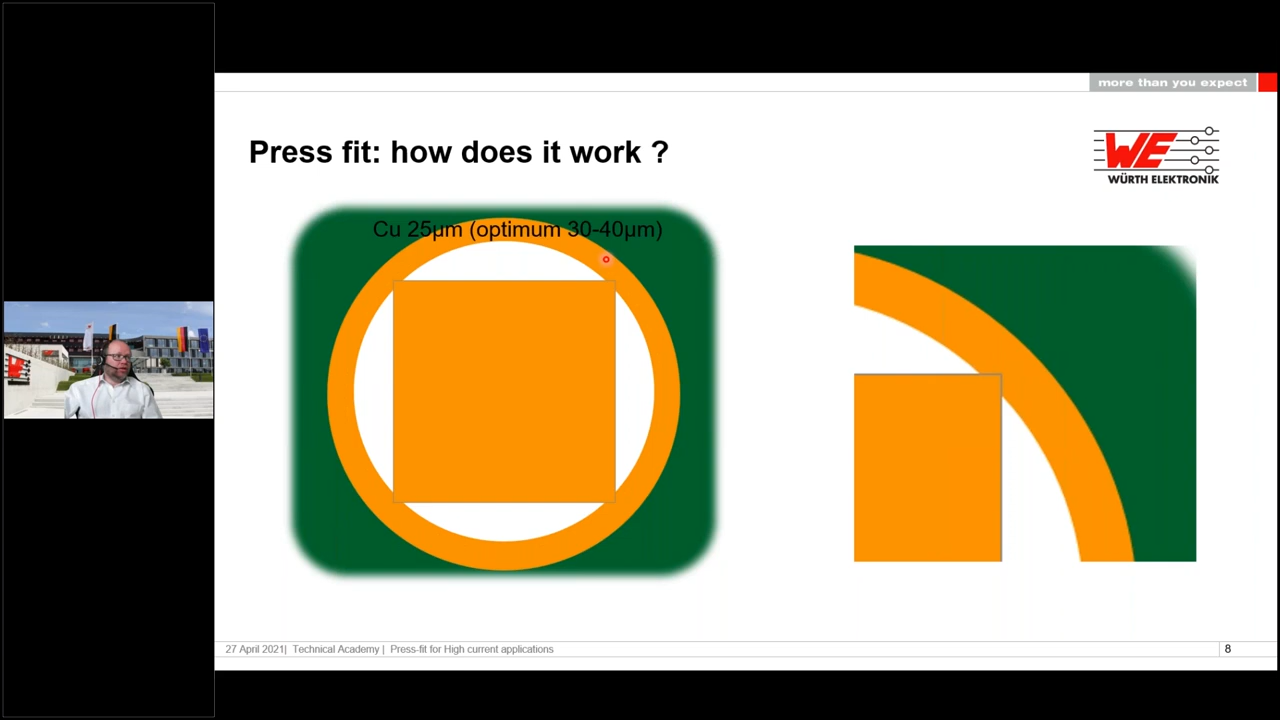 more than you expect
Press fit: how does it work ?
WE
WÜRTH ELEKTRONIK
Cu 25µm (optimum 30-40µm)
27 April 2021| Technical Academy | Press-fit for High current applications
8